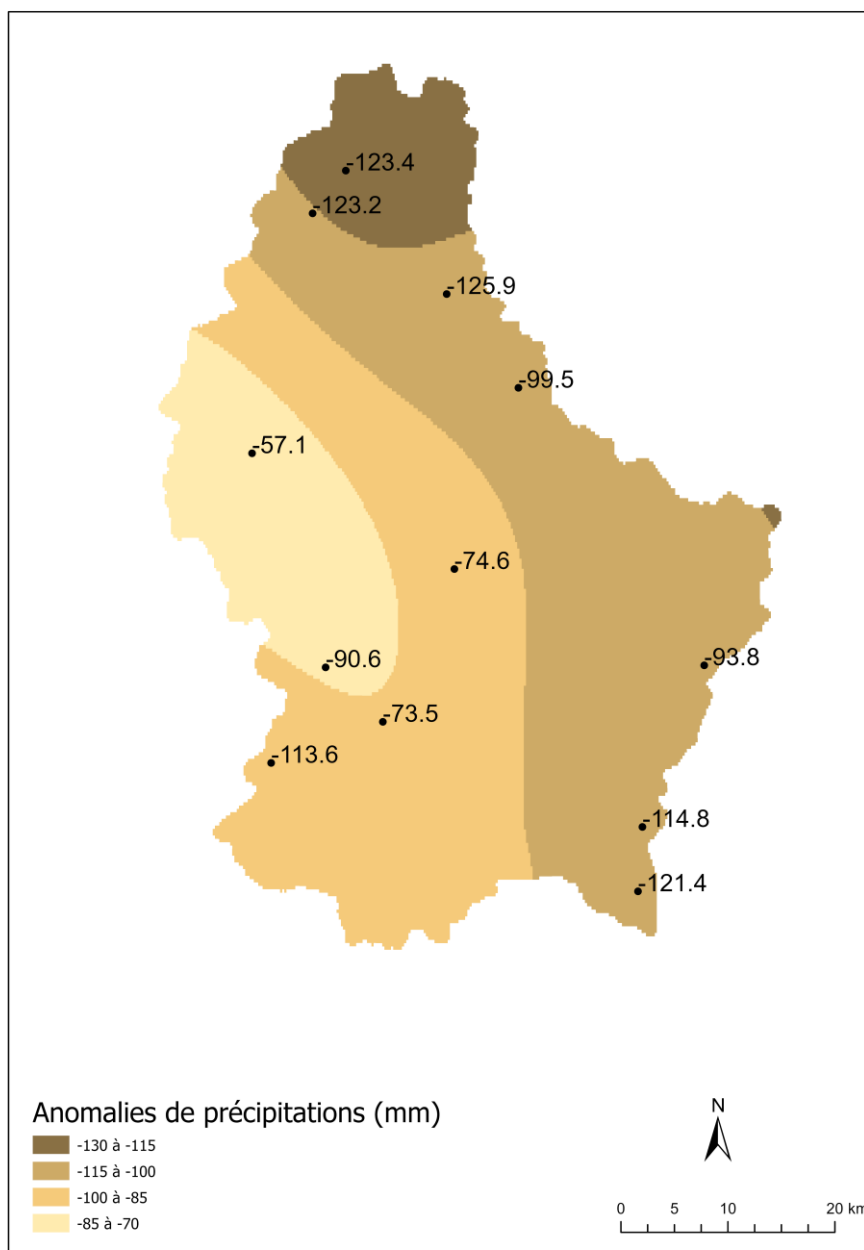 -123.4
-123.2
-125.9
-99.5
-57.1
-74.6
-90.6
-93.8
-73.5
-113.6
-114.8
-121.4
Anomalies de précipitations (mm)
-130 à -115
-115 à -100
-100 à -85
-85 à -70
N
0 5 10 20 km